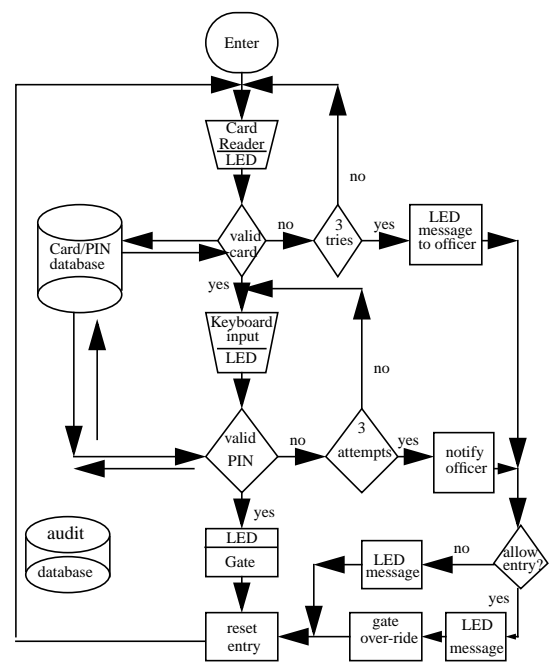 Enter
Card
Reader
LED
no
valid
card
no
3
tries
yes
LED
message
to officer
Card/PIN
database
yes
Keyboard
input
LED
no
valid
PIN
no
3
attempts
yes
notify
officer
yes
LED
Gate
audit
database
no
allow
entry?
LED
message
yes
reset
entry
gate
over-ride
LED
message